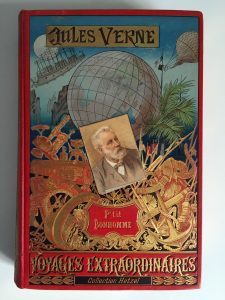 JULES VERNE
P'tit
BONHOMME
VOYAGES EXTRAORDINAIRES
Collection Hetzel